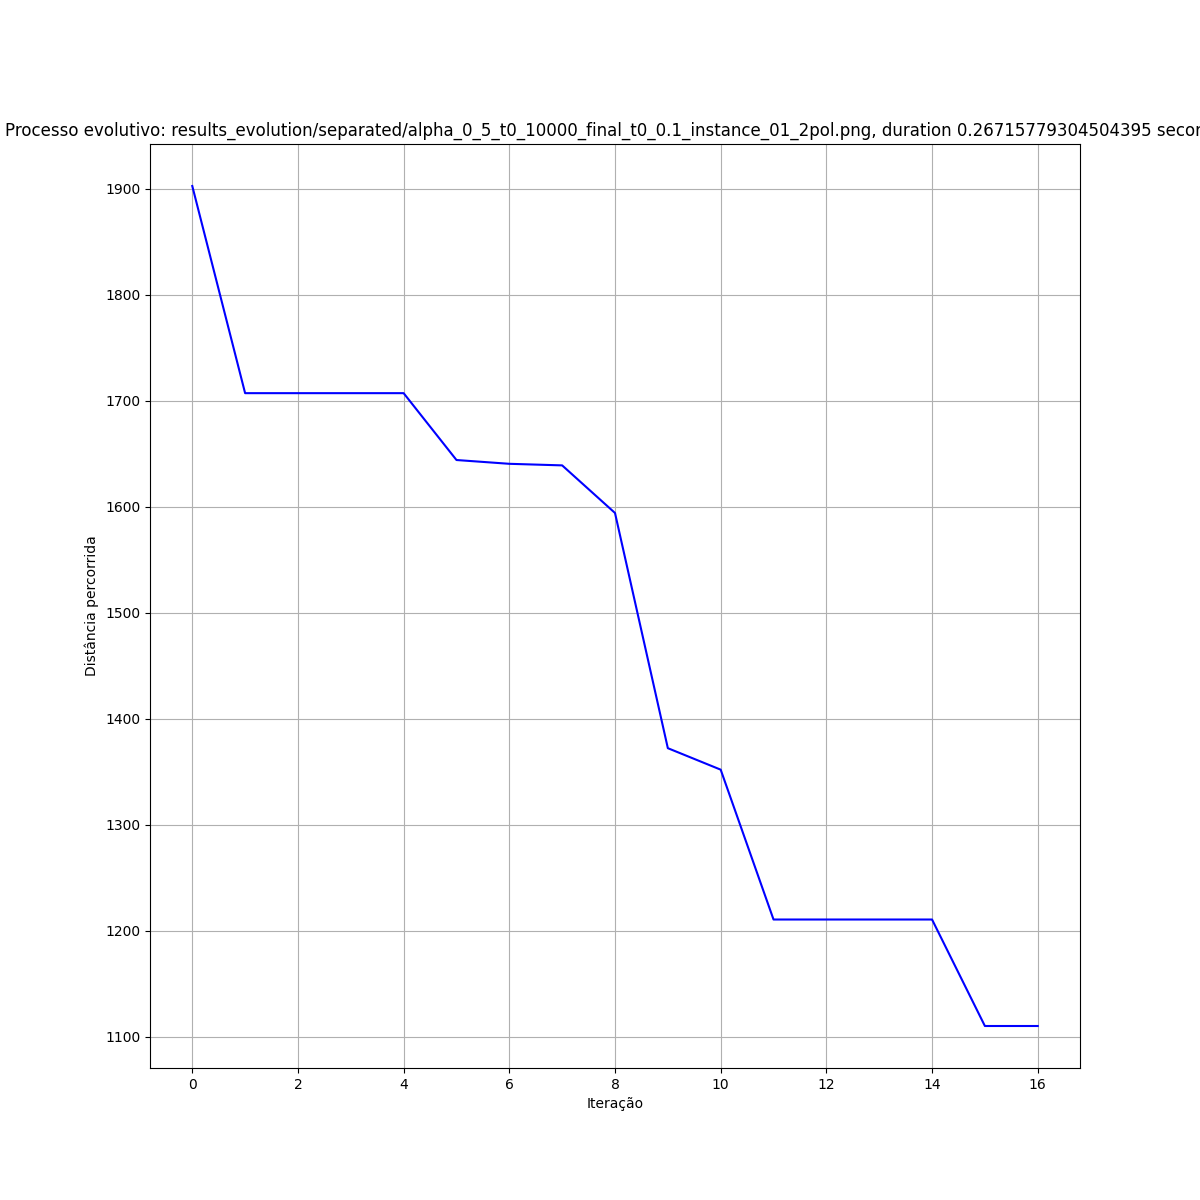 Processo evolutivo: results_evolution/separated/alpha_0_5_t0_10000_final_t0_0.1_instance_01_2pol.png, duration 0.26715779304504395 secor
1900
1800
1700
1600
1500
1400
1300
1200
1100
Distância percorrida
0 2 4 6 8 10 12 14 16
Iteração